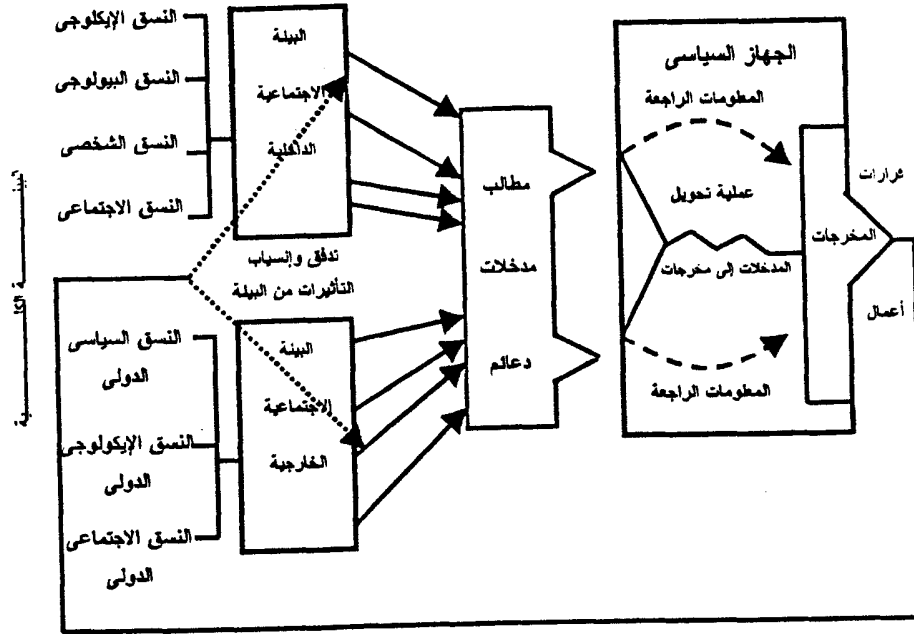 النسق الإيكلوجى
النسق البيولوجى
النسق الشخصى
النسق الاجتماعى
البيئة
الاجتماعية
الداخلية
تدفق وإنسياب
التأثيرات من البيئة
النسق السياسى
الدولى
النسق الإيكولوجى
الدولى
النسق الاجتماعى
الدولى
البيئة
الاجتماعية
الخارجية
مطالب
مدخلات
دعائم
الجهاز السياسى
المعلومات الراجعة
عملية تحويل
المدخلات إلى مخرجات
المعلومات الراجعة
المخرجات
قرارات
أعمال